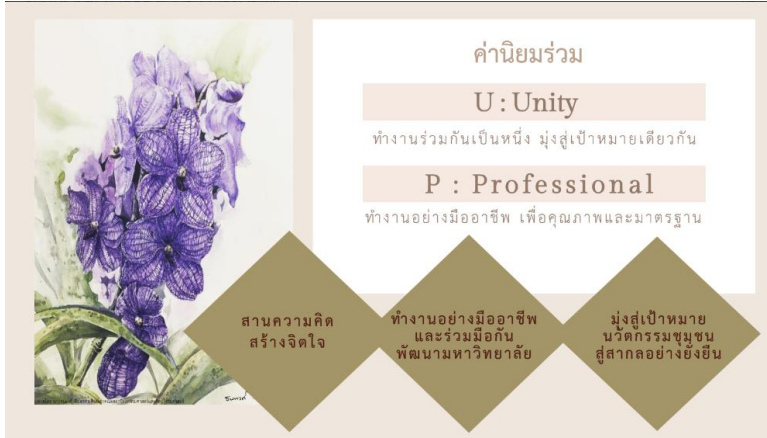 ค่านิยมร่วม
U : Unity
ทำงานร่วมกันเป็นหนึ่ง มุ่งสู่เป้าหมายเดียวกัน
P : Professional
ทำงานอย่างมืออาชีพ เพื่อคุณภาพและมาตรฐาน
สานความคิด
สร้างจิตใจ
ทำงานอย่างมืออาชีพ
และร่วมมือกัน
พัฒนามหาวิทยาลัย
มุ่งสู่เป้าหมาย
นวัตกรรมชุมชน
สู่สากลอย่างยั่งยืน